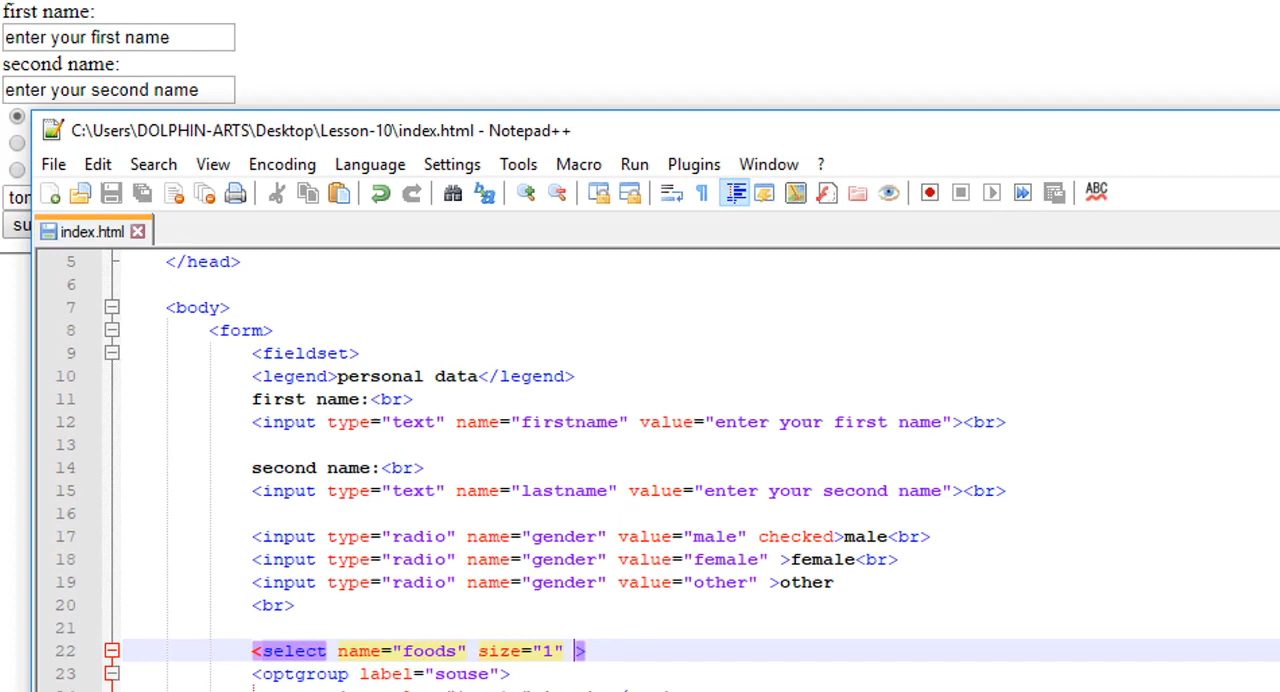 first name:
enter your first name
second name:
enter your second name
C:\Users\DOLPHIN-ARTS\Desktop\Lesson-10\index.html - Notepad++
File Edit Search View Encoding Language Settings Tools Macro Run Plugins Window ?
ABC
index.html
5 </head>
6
7 <body>
8 <form>
9 <fieldset>
10 <legend>personal data</legend>
11 first name:<br>
12 <input type="text" name="firstname" value="enter your first name"><br>
13
14 second name:<br>
15 <input type="text" name="lastname" value="enter your second name"><br>
16
17 <input type="radio" name="gender" value="male" checked>male<br>
18 <input type="radio" name="gender" value="female" >female<br>
19 <input type="radio" name="gender" value="other" >other
20 <br>
21
22 <select name="foods" size="1" >
23 <optgroup label="souse">